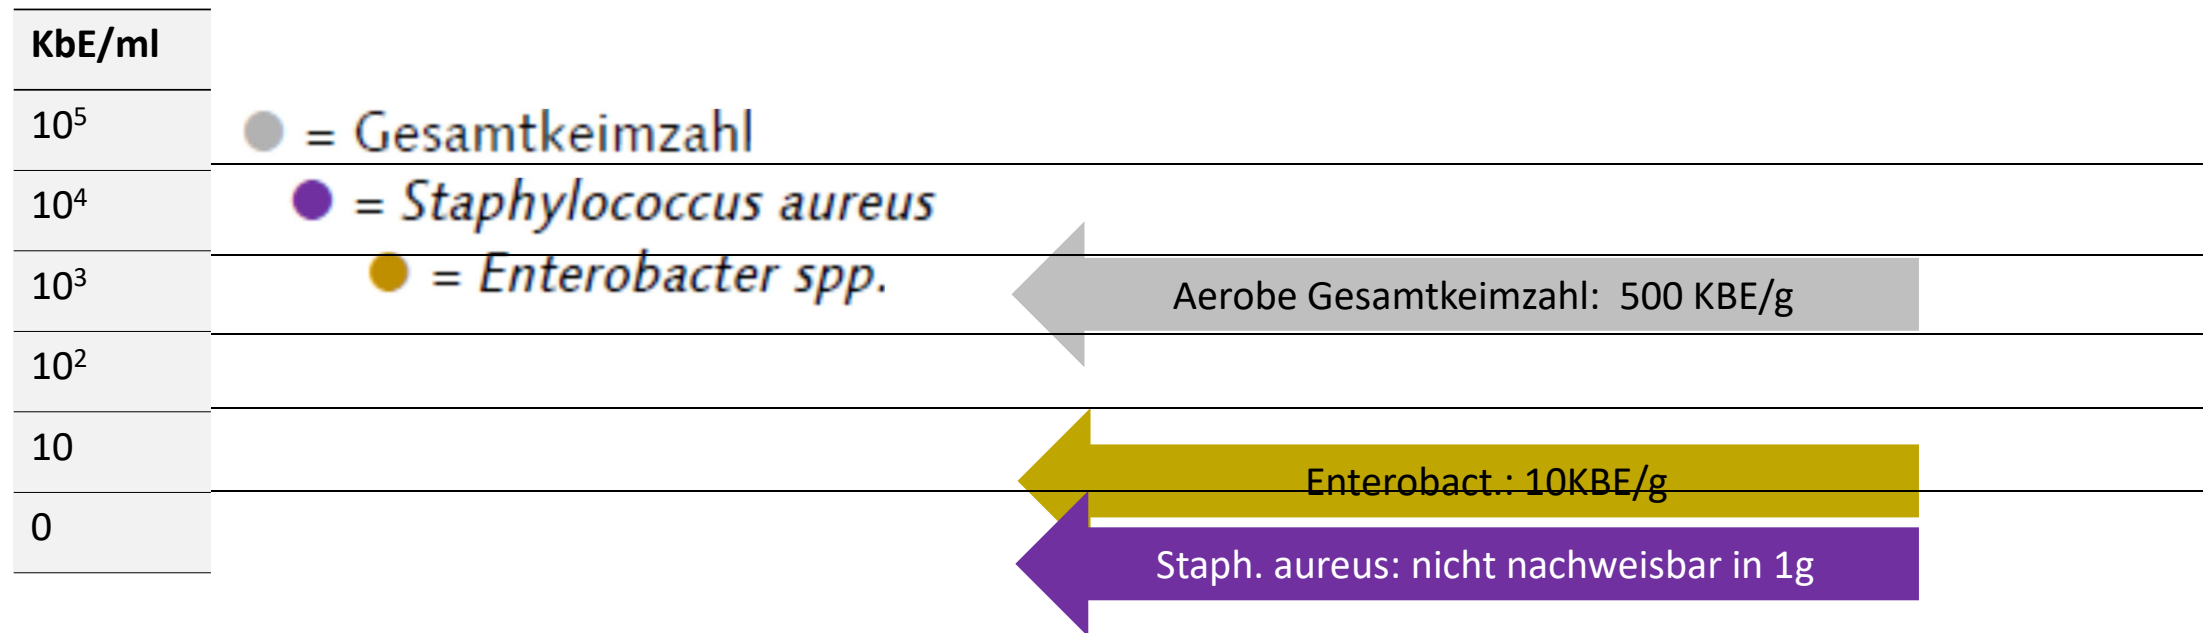 KbE/ml
10⁵
= Gesamtkeimzahl
10⁴
= Staphylococcus aureus
10³
= Enterobacter spp.
Aerobe Gesamtkeimzahl: 500 KBE/g
10²
10
Enterobact.: 10KBE/g
0
Staph. aureus: nicht nachweisbar in 1g